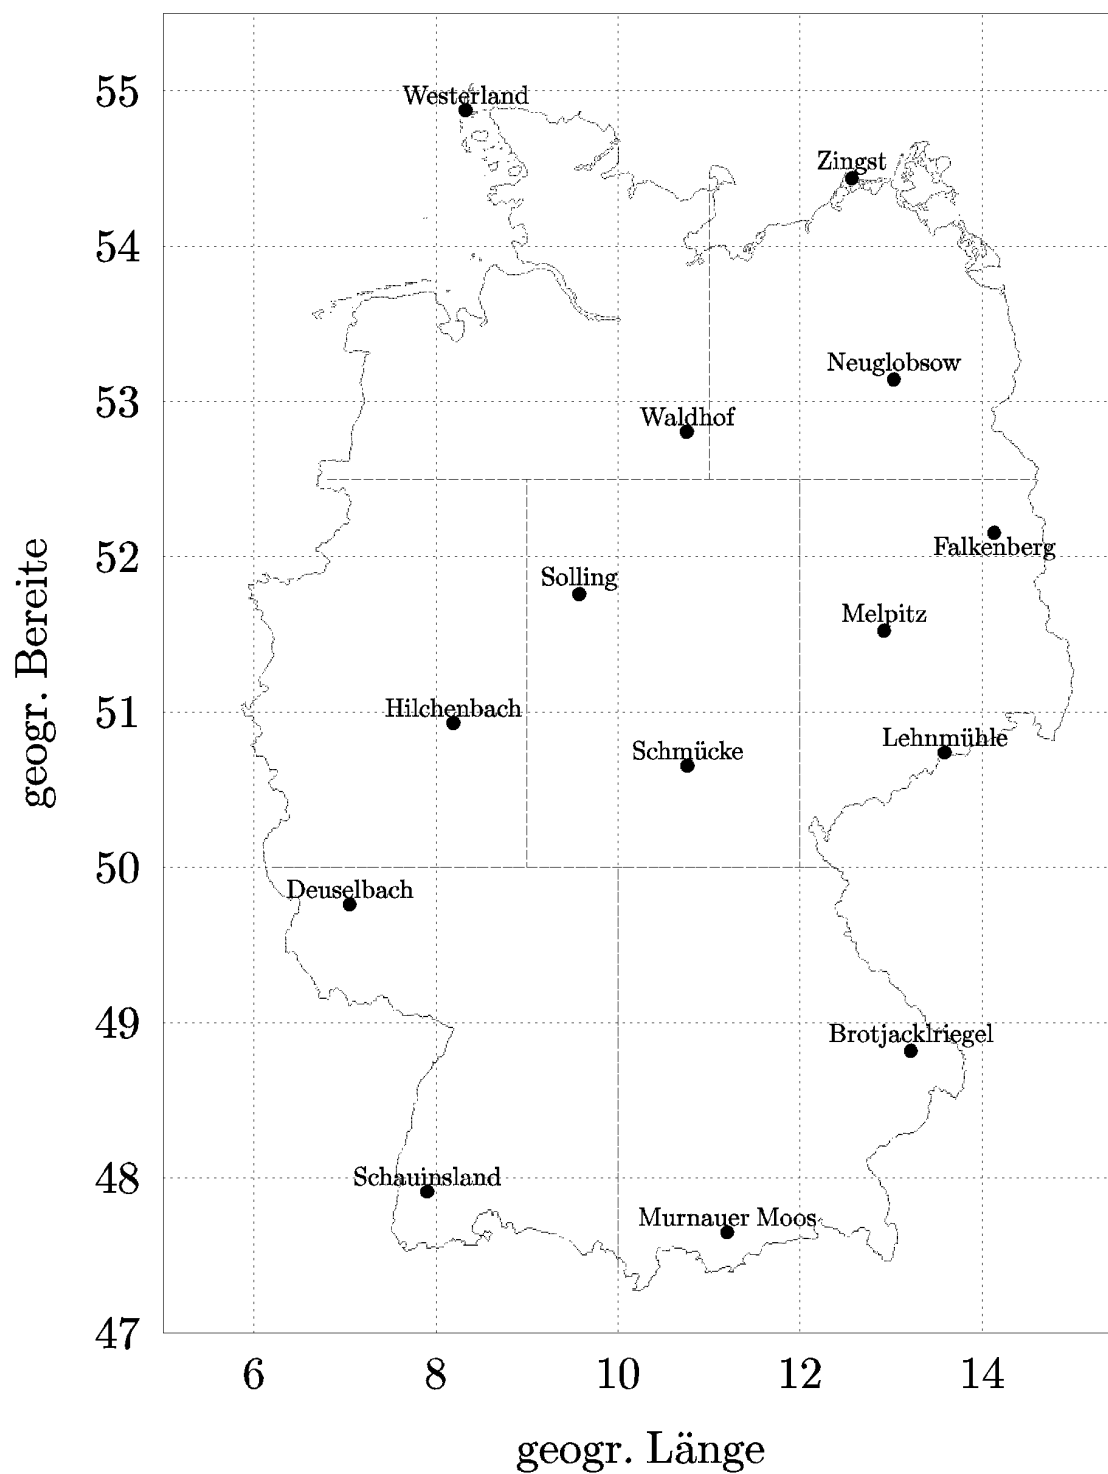 55
Westerland
Zingst
54
Neuglobsow
53
Waldhof
Falkenberg
52
Solling
Melpitz
51
Hilchenbach
Lehnmühle
Schmücke
50
Deuselbach
49
Brotjacklriegel
48
Schauinsland
Murnauer Moos
47
6 8 10 12 14
geogr. Länge
geogr. Bereite